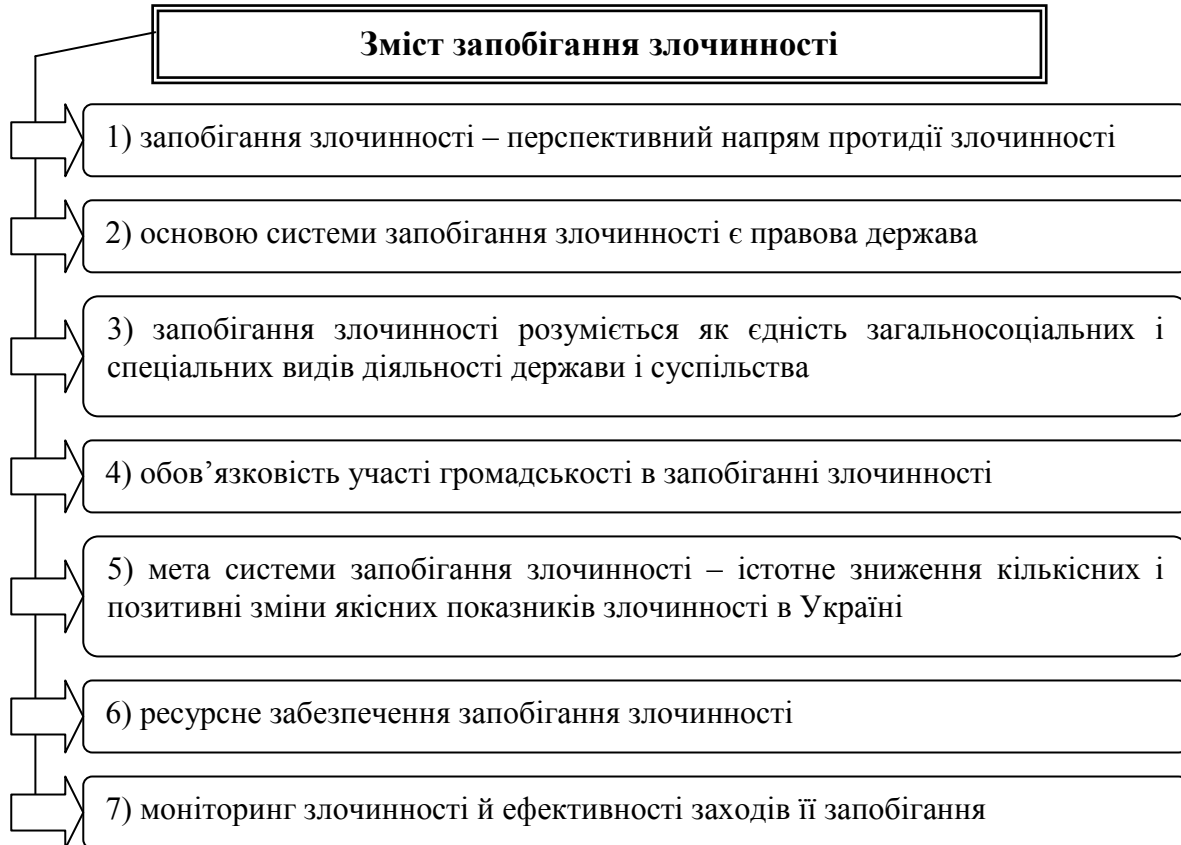 Зміст запобігання злочинності
1) запобігання злочинності – перспективний напрям протидії злочинності
2) основою системи запобігання злочинності є правова держава
3) запобігання злочинності розуміється як єдність загальносоціальних і
спеціальних видів діяльності держави і суспільства
4) обов’язковість участі громадськості в запобіганні злочинності
5) мета системи запобігання злочинності – істотне зниження кількісних і
позитивні зміни якісних показників злочинності в Україні
6) ресурсне забезпечення запобігання злочинності
7) моніторинг злочинності й ефективності заходів її запобігання